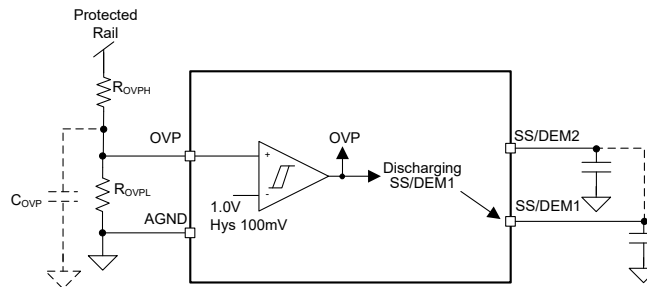 Protected
Rail
R_OVPH
OVP
OVP
SS/DEM2
+
Discharging
SS/DEM1
C_OVP
R_OVPL
-
1.0V
Hys 100mV
AGND
SS/DEM1